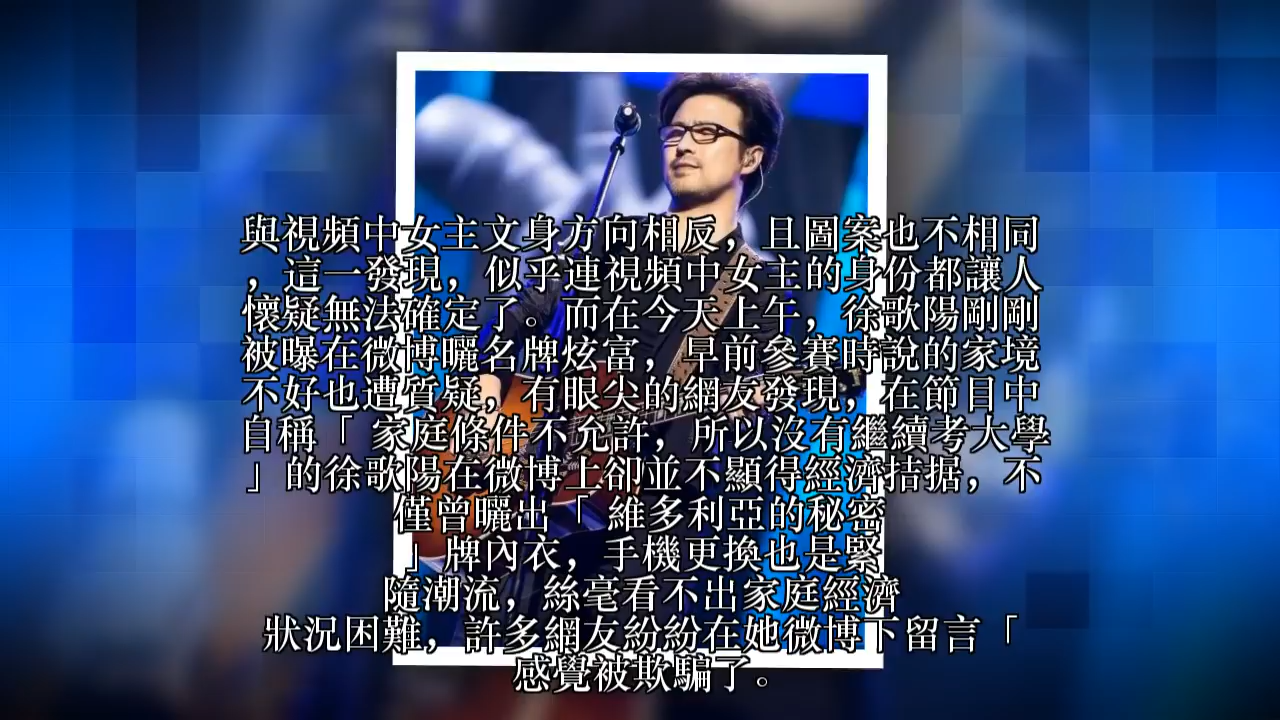 與視頻中女主文身方向相反，且圖案也不相同
，這一發現，似乎連視頻中女主的身份都讓人
懷疑無法確定了。而在今天上午，徐歌陽剛剛
被曝在微博曬名牌炫富，早前參賽時說的家境
不好也遭質疑，有眼尖的網友發現，在節目中
自稱「 家庭條件不允許，所以沒有繼續考大學
」的徐歌陽在微博上卻並不顯得經濟拮据，不
僅曾曬出「 維多利亞的秘密
」牌內衣，手機更換也是緊
隨潮流，絲毫看不出家庭經濟
狀況困難，許多網友紛紛在她微博下留言「
感覺被欺騙了。